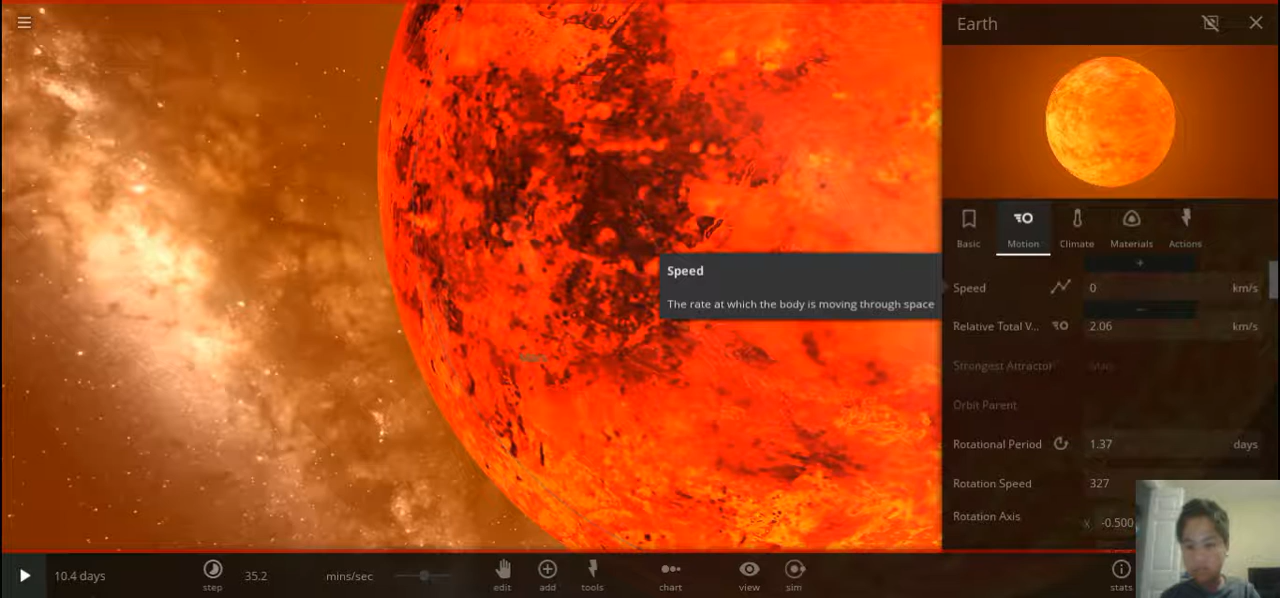 Earth
Basic
Motion
Climate
Materials
Actions
Speed
The rate at which the body is moving through space
+
Speed 0 km/s
–
Relative Total V... 2.06 km/s
Strongest Attractor
Orbit Parent
Rotational Period 1.37 days
Rotation Speed 327
Rotation Axis X -0.500
10.4 days
step
35.2 mins/sec
edit
add
tools
chart
view
sim
stats